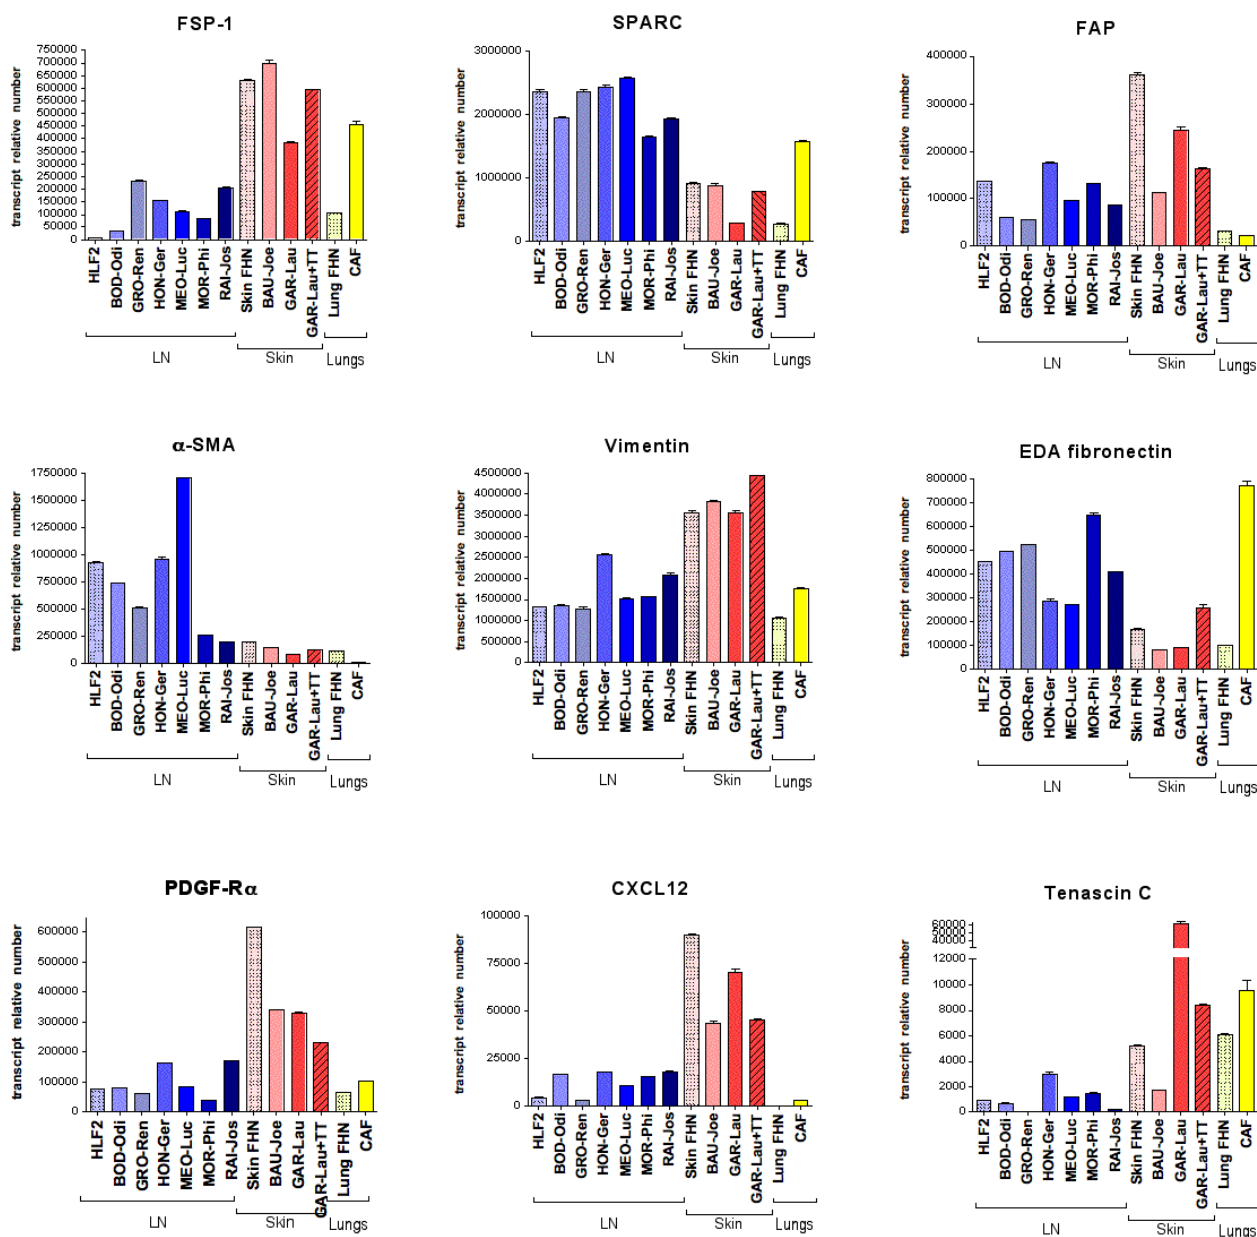 FSP-1
transcript relative number
750000
700000
650000
600000
550000
500000
450000
400000
350000
300000
250000
200000
150000
100000
50000
0
HLF2
BOD-Odi
GRO-Ren
HON-Ger
MEO-Luc
MOR-Phi
RAI-Jos
Skin FHN
BAU-Joe
GAR-Lau
GAR-Lau+TT
Lung FHN
CAF
LN
Skin
Lungs
SPARC
transcript relative number
3000000
2000000
1000000
0
HLF2
BOD-Odi
GRO-Ren
HON-Ger
MEO-Luc
MOR-Phi
RAI-Jos
Skin FHN
BAU-Joe
GAR-Lau
GAR-Lau+TT
Lung FHN
CAF
LN
Skin
Lungs
FAP
transcript relative number
400000
300000
200000
100000
0
HLF2
BOD-Odi
GRO-Ren
HON-Ger
MEO-Luc
MOR-Phi
RAI-Jos
Skin FHN
BAU-Joe
GAR-Lau
GAR-Lau+TT
Lung FHN
CAF
LN
Skin
Lungs
α-SMA
transcript relative number
1750000
1500000
1250000
1000000
750000
500000
250000
0
HLF2
BOD-Odi
GRO-Ren
HON-Ger
MEO-Luc
MOR-Phi
RAI-Jos
Skin FHN
BAU-Joe
GAR-Lau
GAR-Lau+TT
Lung FHN
CAF
LN
Skin
Lungs
Vimentin
transcript relative number
4500000
4000000
3500000
3000000
2500000
2000000
1500000
1000000
500000
0
HLF2
BOD-Odi
GRO-Ren
HON-Ger
MEO-Luc
MOR-Phi
RAI-Jos
Skin FHN
BAU-Joe
GAR-Lau
GAR-Lau+TT
Lung FHN
CAF
LN
Skin
Lungs
EDA fibronectin
transcript relative number
800000
700000
600000
500000
400000
300000
200000
100000
0
HLF2
BOD-Odi
GRO-Ren
HON-Ger
MEO-Luc
MOR-Phi
RAI-Jos
Skin FHN
BAU-Joe
GAR-Lau
GAR-Lau+TT
Lung FHN
CAF
LN
Skin
Lungs
PDGF-Rα
transcript relative number
600000
500000
400000
300000
200000
100000
0
HLF2
BOD-Odi
GRO-Ren
HON-Ger
MEO-Luc
MOR-Phi
RAI-Jos
Skin FHN
BAU-Joe
GAR-Lau
GAR-Lau+TT
Lung FHN
CAF
LN
Skin
Lungs
CXCL12
transcript relative number
100000
75000
50000
25000
0
HLF2
BOD-Odi
GRO-Ren
HON-Ger
MEO-Luc
MOR-Phi
RAI-Jos
Skin FHN
BAU-Joe
GAR-Lau
GAR-Lau+TT
Lung FHN
CAF
LN
Skin
Lungs
Tenascin C
transcript relative number
60000
50000
40000
12000
10000
8000
6000
4000
2000
0
HLF2
BOD-Odi
GRO-Ren
HON-Ger
MEO-Luc
MOR-Phi
RAI-Jos
Skin FHN
BAU-Joe
GAR-Lau
GAR-Lau+TT
Lung FHN
CAF
LN
Skin
Lungs